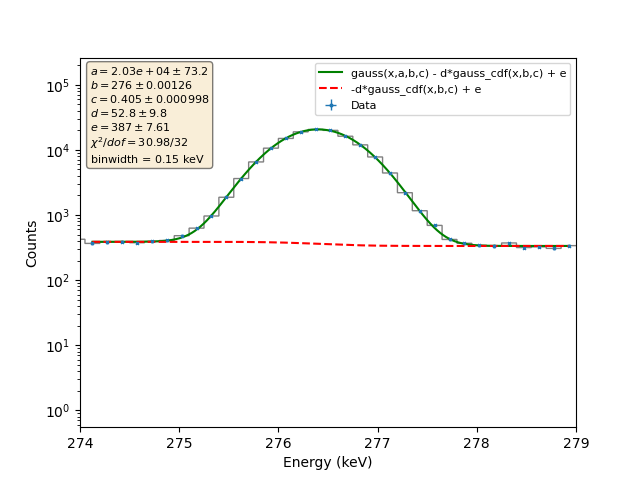 a = 2.03e + 04 ± 73.2
b = 276 ± 0.00126
c = 0.405 ± 0.000998
d = 52.8 ± 9.8
e = 387 ± 7.61
χ²/dof = 30.98/32
binwidth = 0.15 keV
gauss(x,a,b,c) - d*gauss_cdf(x,b,c) + e
-d*gauss_cdf(x,b,c) + e
Data
10⁵
10⁴
10³
10²
10¹
10⁰
Counts
274 275 276 277 278 279
Energy (keV)